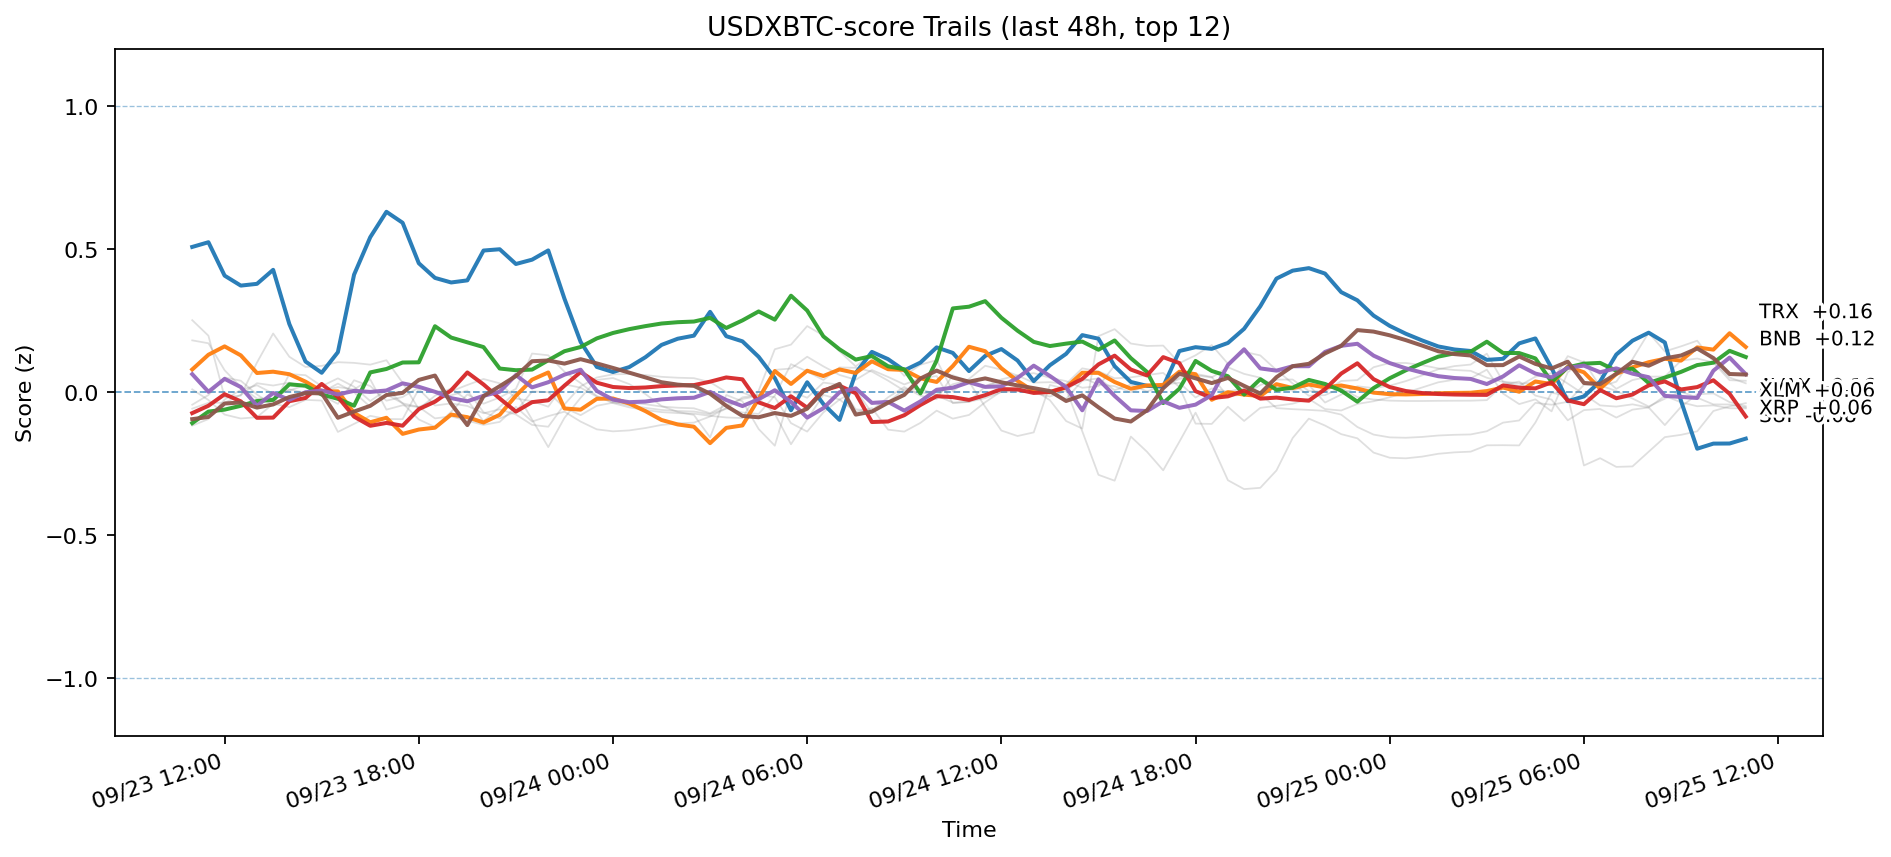 USDXBTC-score Trails (last 48h, top 12)
Score (z)
1.0
0.5
0.0
−0.5
−1.0
TRX +0.16
BNB +0.12
XLM +0.06
XRP +0.06
09/23 12:00
09/23 18:00
09/24 00:00
09/24 06:00
09/24 12:00
09/24 18:00
09/25 00:00
09/25 06:00
09/25 12:00
Time